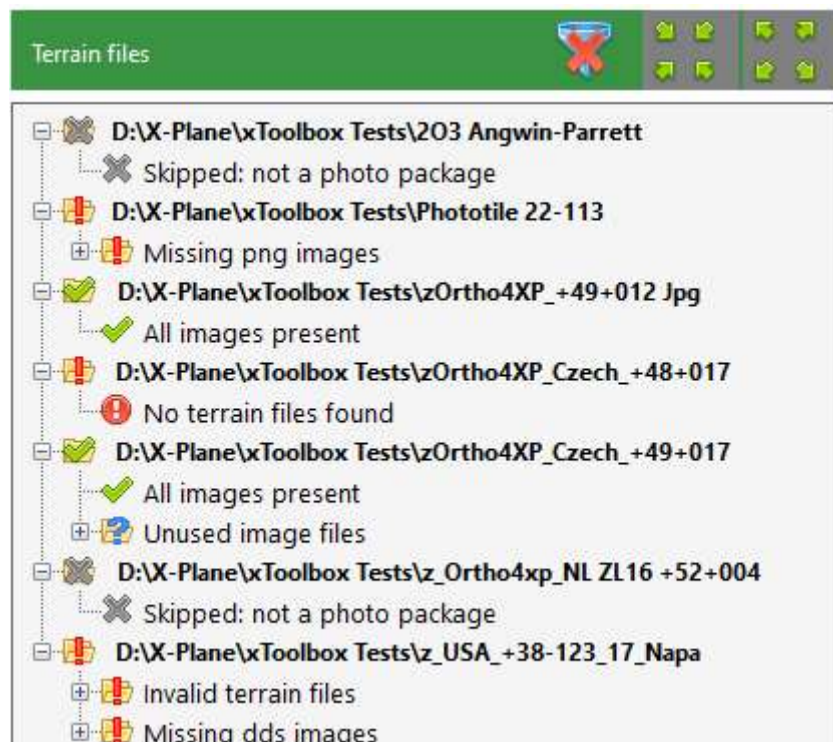 Terrain files
D:\X-Plane\xToolbox Tests\2O3 Angwin-Parrett
Skipped: not a photo package
D:\X-Plane\xToolbox Tests\Phototile 22-113
Missing png images
D:\X-Plane\xToolbox Tests\zOrtho4XP_+49+012 Jpg
All images present
D:\X-Plane\xToolbox Tests\zOrtho4XP_Czech_+48+017
No terrain files found
D:\X-Plane\xToolbox Tests\zOrtho4XP_Czech_+49+017
All images present
Unused image files
D:\X-Plane\xToolbox Tests\z_Ortho4xp_NL ZL16 +52+004
Skipped: not a photo package
D:\X-Plane\xToolbox Tests\z_USA_+38-123_17_Napa
Invalid terrain files
Missing dds images